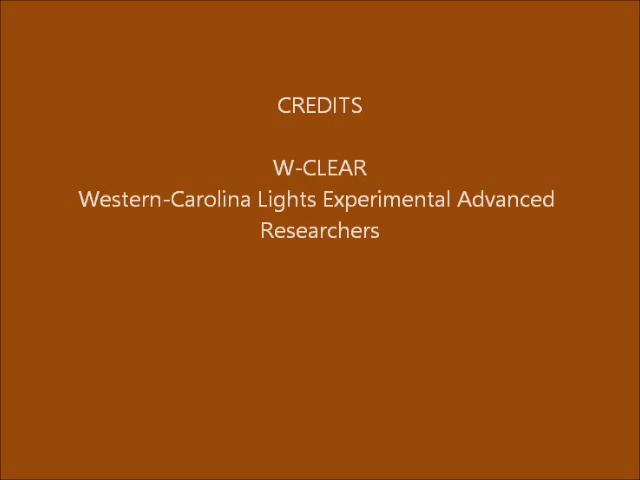 CREDITS
W-CLEAR
Western-Carolina Lights Experimental Advanced
Researchers